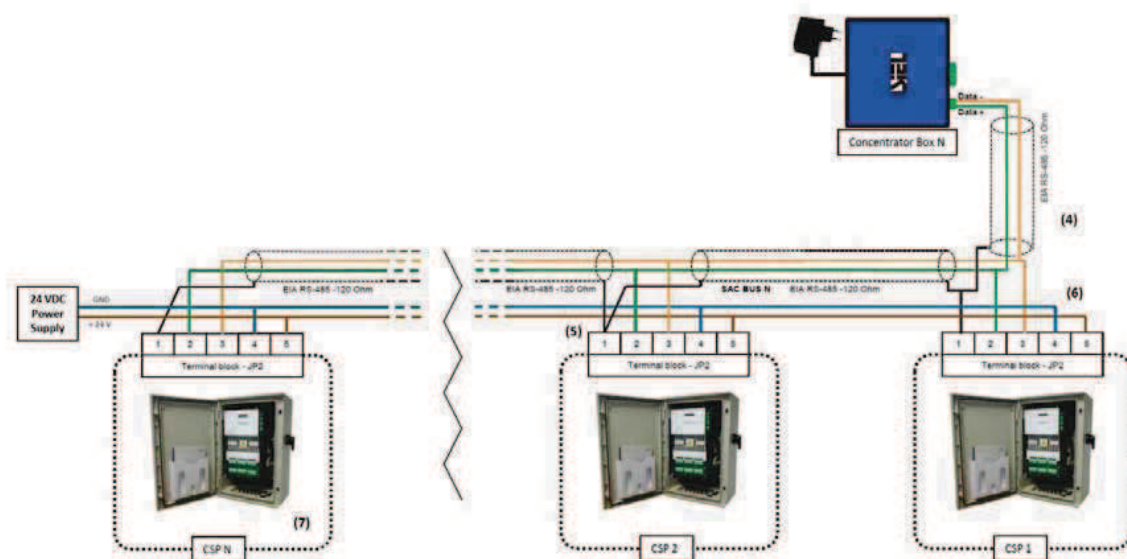 Data -
Data +
Concentrator Box N
EIA RS-485 -120 Ohm
(4)
24 VDC
Power
Supply
GND
+ 24 V
EIA RS-485 -120 Ohm
EIA RS-485 -120 Ohm
SAC BUS N
EIA RS-485 -120 Ohm
(6)
(5)
1 2 3 4 5
Terminal block - JP2
1 2 3 4 5
Terminal block - JP2
1 2 3 4 5
Terminal block - JP2
(7)
CSP N
CSP 2
CSP 1